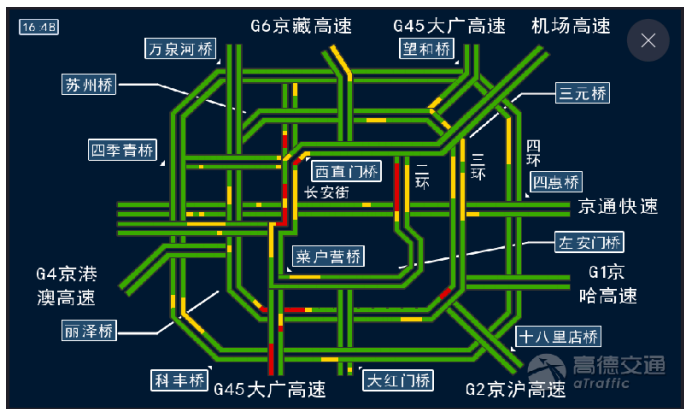 16:48
G6京藏高速
G45大广高速
机场高速
万泉河桥
望和桥
苏州桥
三元桥
四季青桥
四环
三环
二环
西直门桥
四惠桥
长安街
京通快速
左安门桥
菜户营桥
G4京港
澳高速
G1京
哈高速
丽泽桥
十八里店桥
高德交通
aTraffic
科丰桥
G45大广高速
大红门桥
G2京沪高速